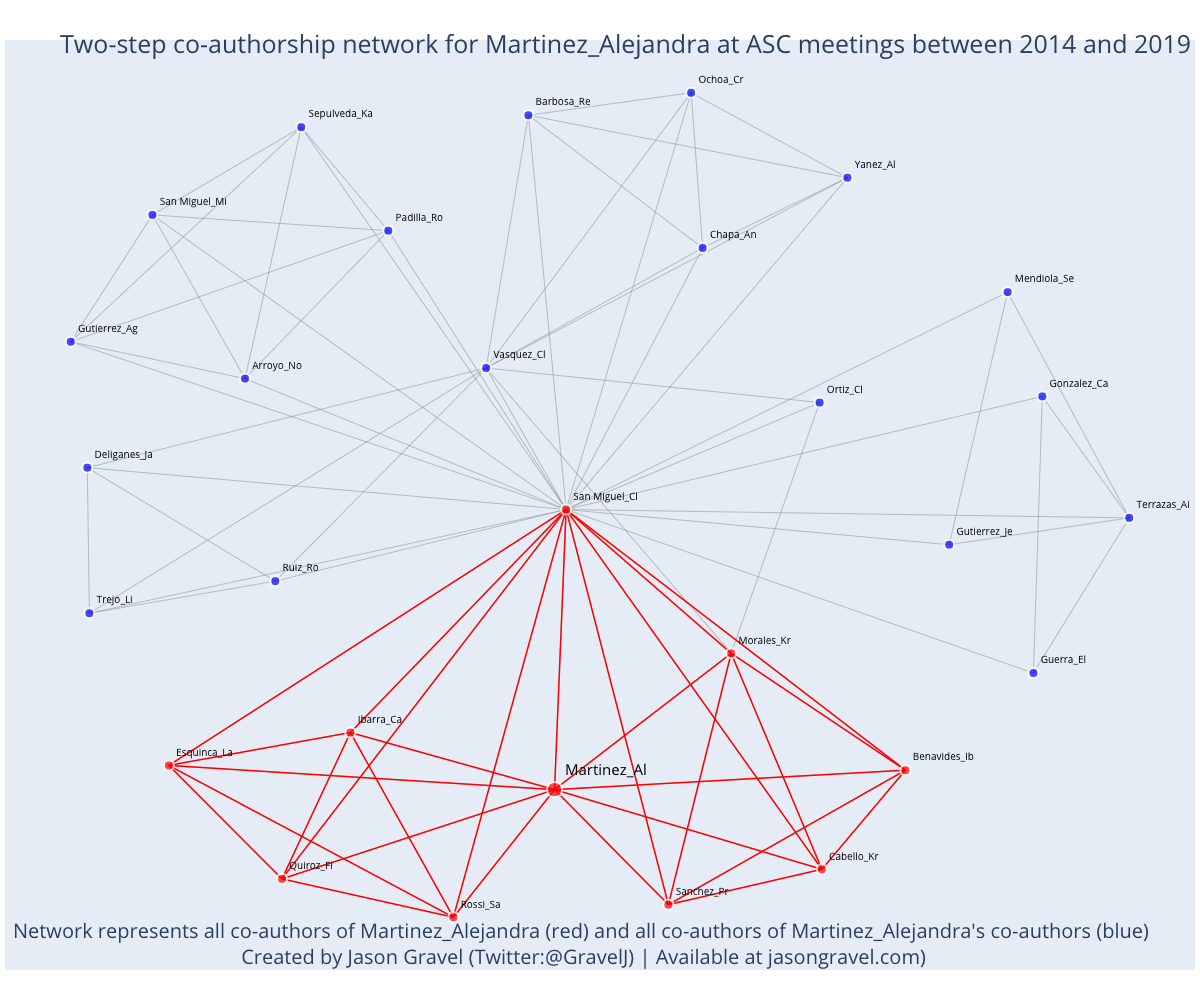 Two-step co-authorship network for Martinez_Alejandra at ASC meetings between 2014 and 2019
Ochoa_Cr
Barbosa_Re
Sepulveda_Ka
Yanez_Al
San Miguel_Mi
Padilla_Ro
Chapa_An
Mendiola_Se
Gutierrez_Ag
Vasquez_Cl
Arroyo_No
Ortiz_Cl
Gonzalez_Ca
Deliganes_Ja
San Miguel_Cl
Terrazas_Al
Gutierrez_Je
Ruiz_Ro
Trejo_Li
Morales_Kr
Guerra_El
Ibarra_Ca
Esquinca_La
Benavides_Ib
Martinez_Al
Cabello_Kr
Quiroz_Fi
Sanchez_Pr
Rossi_Sa
Network represents all co-authors of Martinez_Alejandra (red) and all co-authors of Martinez_Alejandra's co-authors (blue)
Created by Jason Gravel (Twitter:@GravelJ) | Available at jasongravel.com)